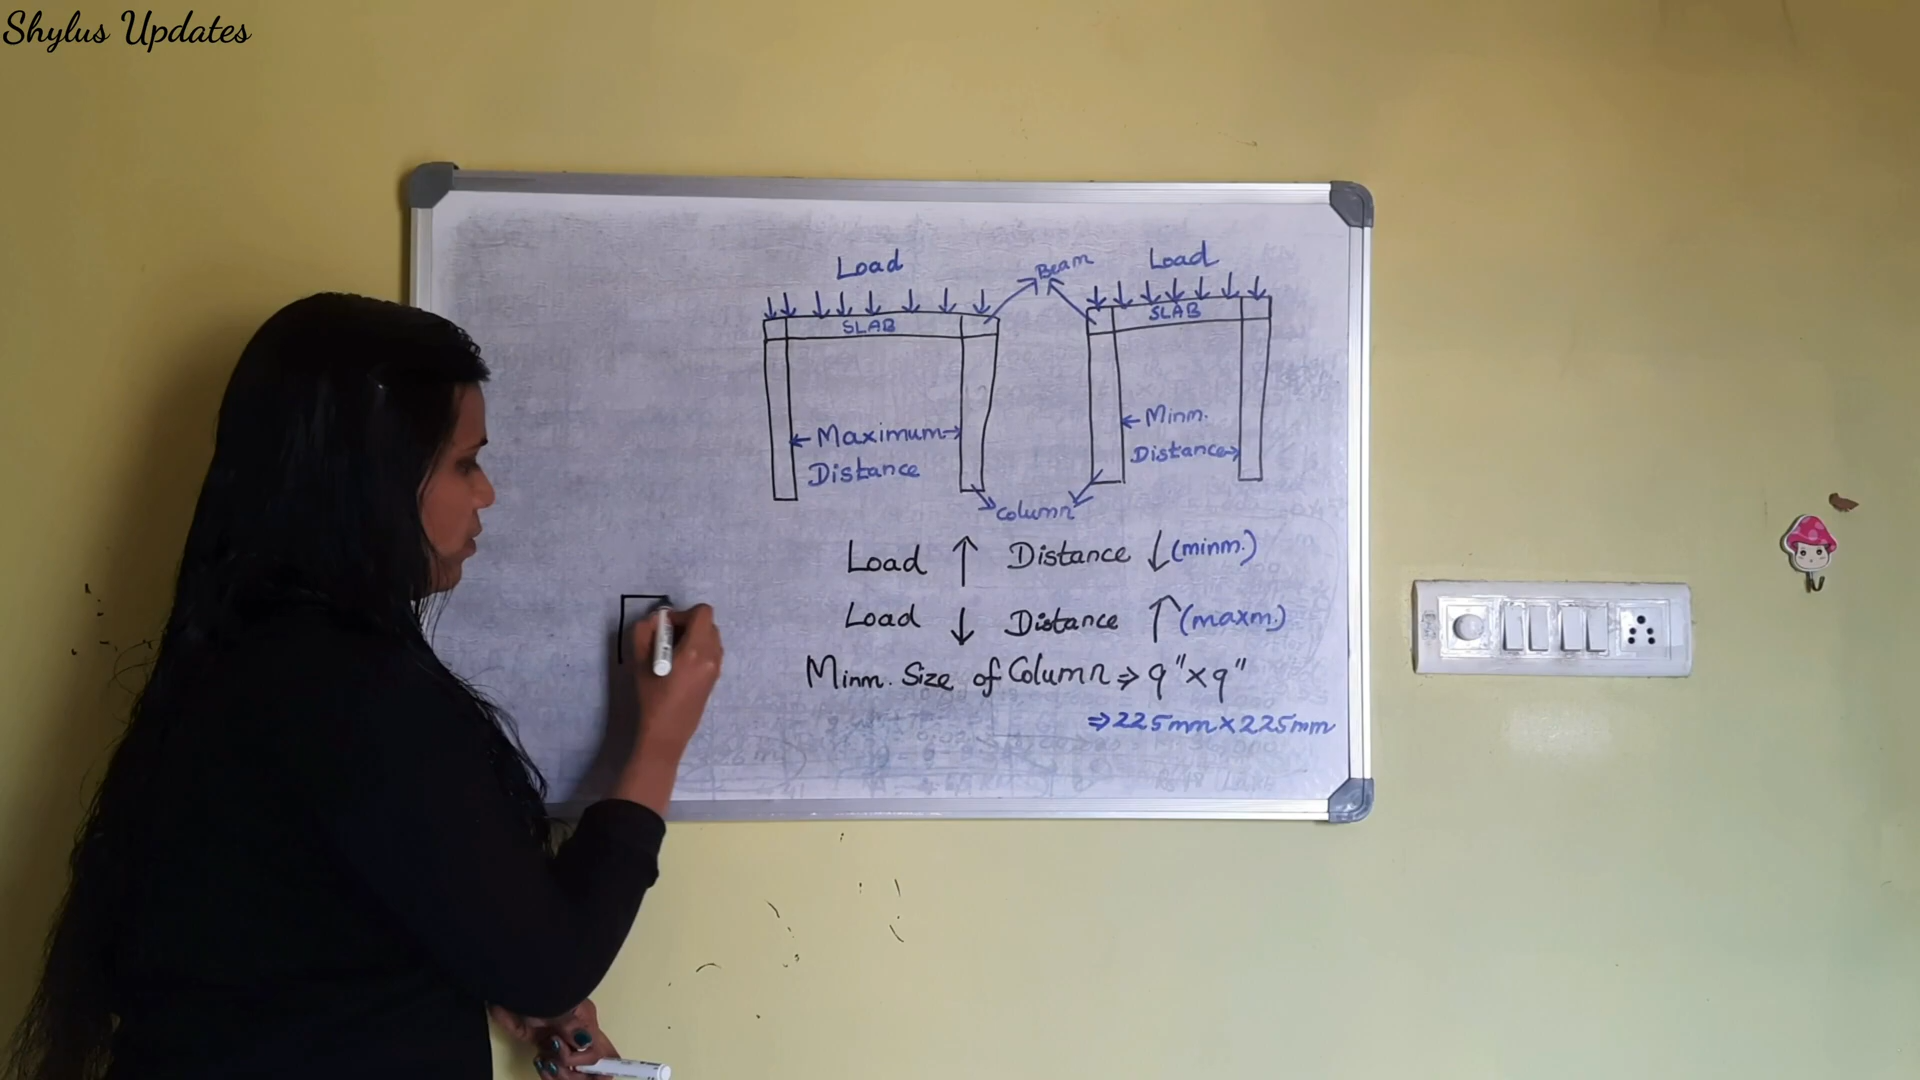 Shylus Updates
Load
Beam
Load
SLAB
SLAB
Maximum
Distance
Minm.
Distance
Column
Load ↑ Distance ↓ (minm.)
Load ↓ Distance ↑ (maxm.)
Minm. Size of Column ⇒ 9" × 9"
⇒ 225mm × 225mm